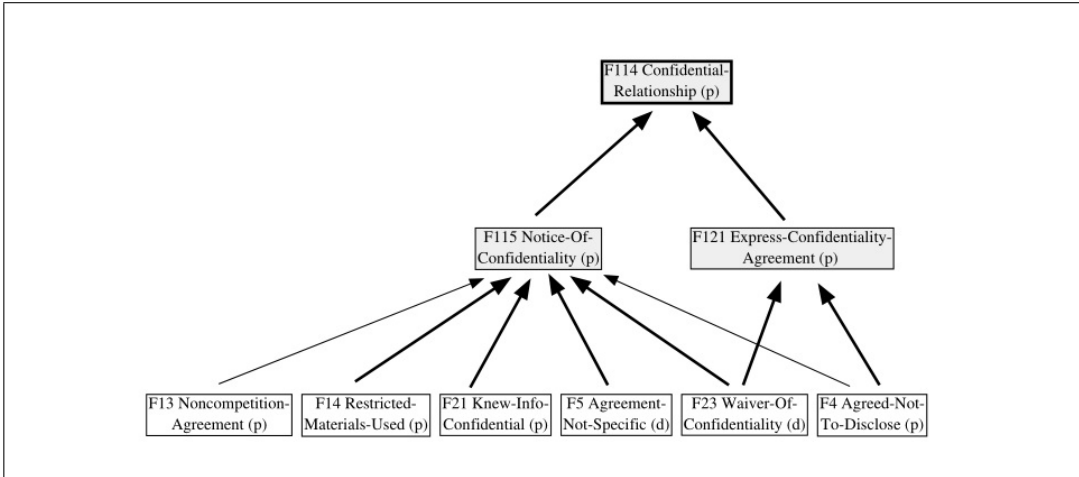 F114 Confidential-
Relationship (p)
F115 Notice-Of-
Confidentiality (p)
F121 Express-Confidentiality-
Agreement (p)
F13 Noncompetition-
Agreement (p)
F14 Restricted-
Materials-Used (p)
F21 Knew-Info-
Confidential (p)
F5 Agreement-
Not-Specific (d)
F23 Waiver-Of-
Confidentiality (d)
F4 Agreed-Not-
To-Disclose (p)